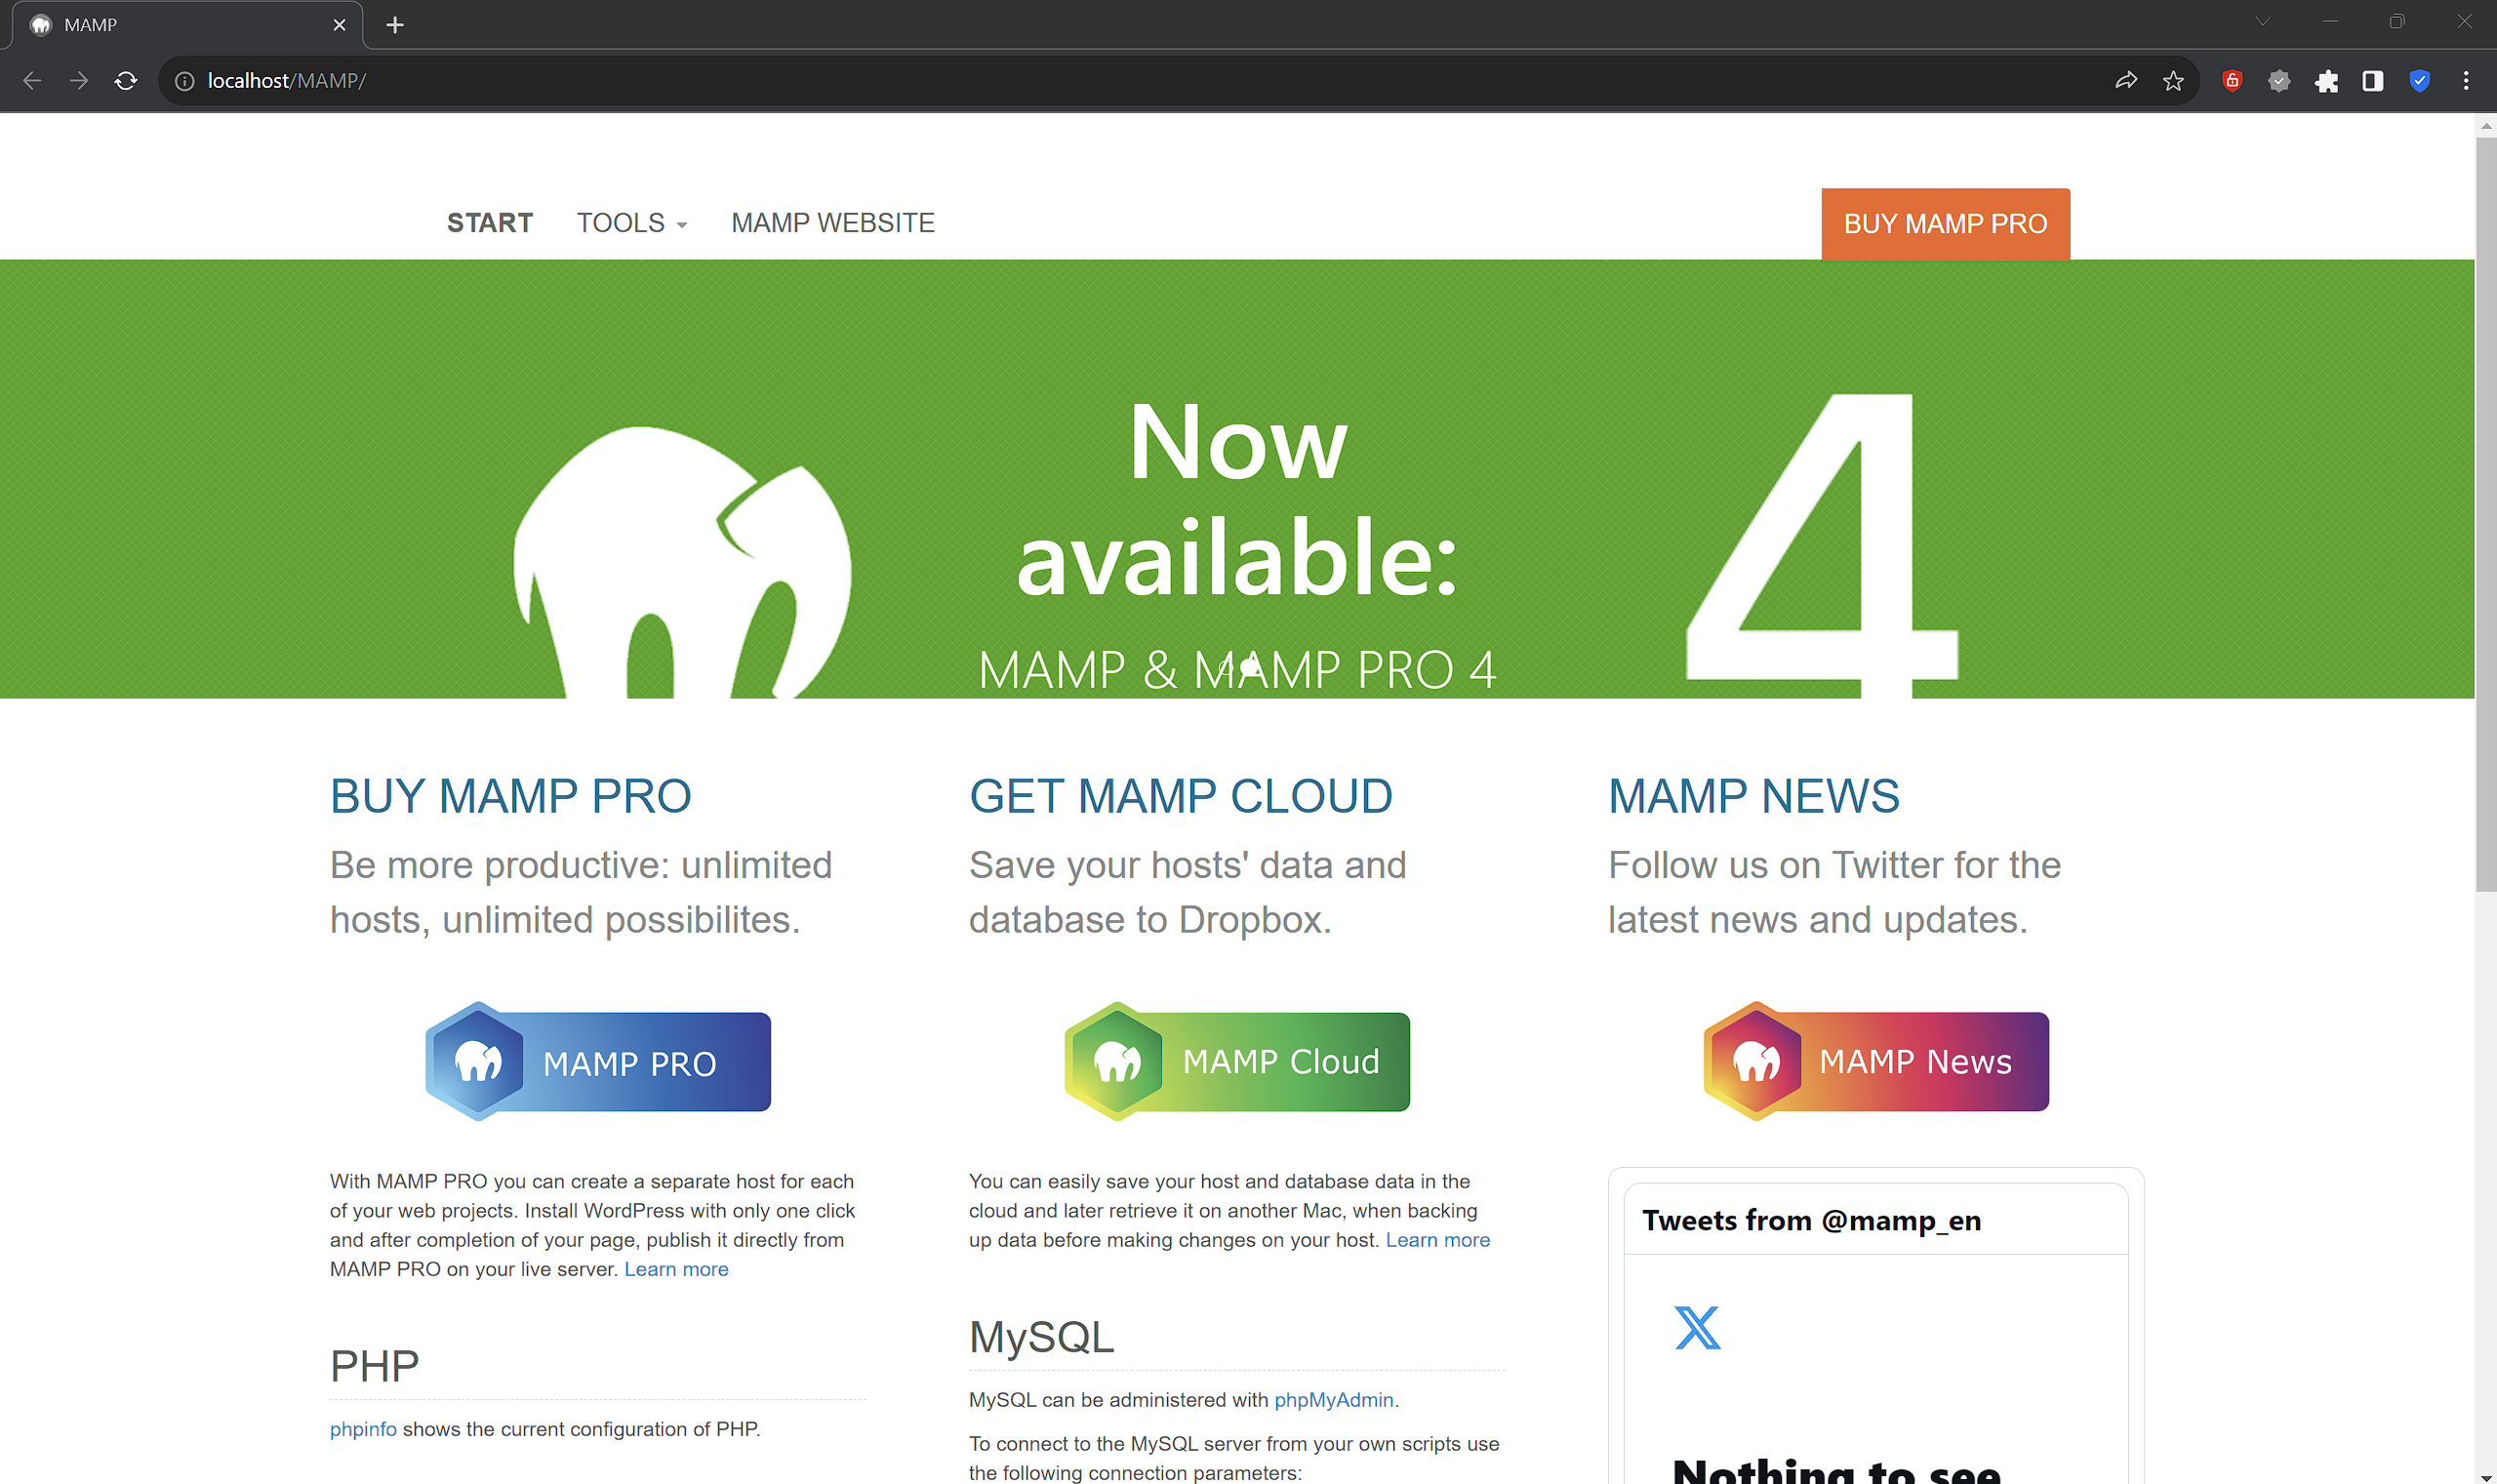 MAMP
localhost/MAMP/
START TOOLS MAMP WEBSITE
BUY MAMP PRO
Now
available:
MAMP & MAMP PRO 4
4
BUY MAMP PRO
Be more productive: unlimited
hosts, unlimited possibilites.
MAMP PRO
With MAMP PRO you can create a separate host for each
of your web projects. Install WordPress with only one click
and after completion of your page, publish it directly from
MAMP PRO on your live server. Learn more
PHP
phpinfo shows the current configuration of PHP.
GET MAMP CLOUD
Save your hosts' data and
database to Dropbox.
MAMP Cloud
You can easily save your host and database data in the
cloud and later retrieve it on another Mac, when backing
up data before making changes on your host. Learn more
MySQL
MySQL can be administered with phpMyAdmin.
To connect to the MySQL server from your own scripts use
the following connection parameters:
MAMP NEWS
Follow us on Twitter for the
latest news and updates.
MAMP News
Tweets from @mamp_en
Nothing to see